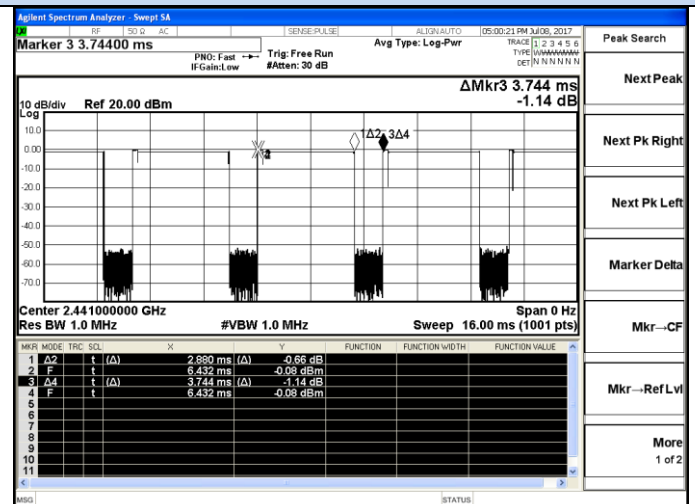 Agilent Spectrum Analyzer - Swept SA
RF 50 Ω AC SENSE:PULSE ALIGN AUTO 05:00:21 PM Jul 08, 2017
Marker 3 3.74400 ms
PNO: Fast
IFGain:Low
Trig: Free Run
#Atten: 30 dB
Avg Type: Log-Pwr
TRACE 1 2 3 4 5 6
TYPE
DET N N N N N N
Peak Search
ΔMkr3 3.744 ms
-1.14 dB
10 dB/div Ref 20.00 dBm
Log
10.0
0.00
-10.0
-20.0
-30.0
-40.0
-50.0
-60.0
-70.0
1Δ2 3Δ4
Center 2.441000000 GHz Span 0 Hz
Res BW 1.0 MHz #VBW 1.0 MHz Sweep 16.00 ms (1001 pts)
MKR MODE TRC SCL X Y FUNCTION FUNCTION WIDTH FUNCTION VALUE
1 Δ2 t (Δ) 2.880 ms (Δ) -0.66 dB
2 F t 6.432 ms -0.08 dBm
3 Δ4 t (Δ) 3.744 ms (Δ) -1.14 dB
4 F t 6.432 ms -0.08 dBm
5
6
7
8
9
10
11
MSG STATUS
Next Peak
Next Pk Right
Next Pk Left
Marker Delta
Mkr→CF
Mkr→Ref Lvl
More
1 of 2